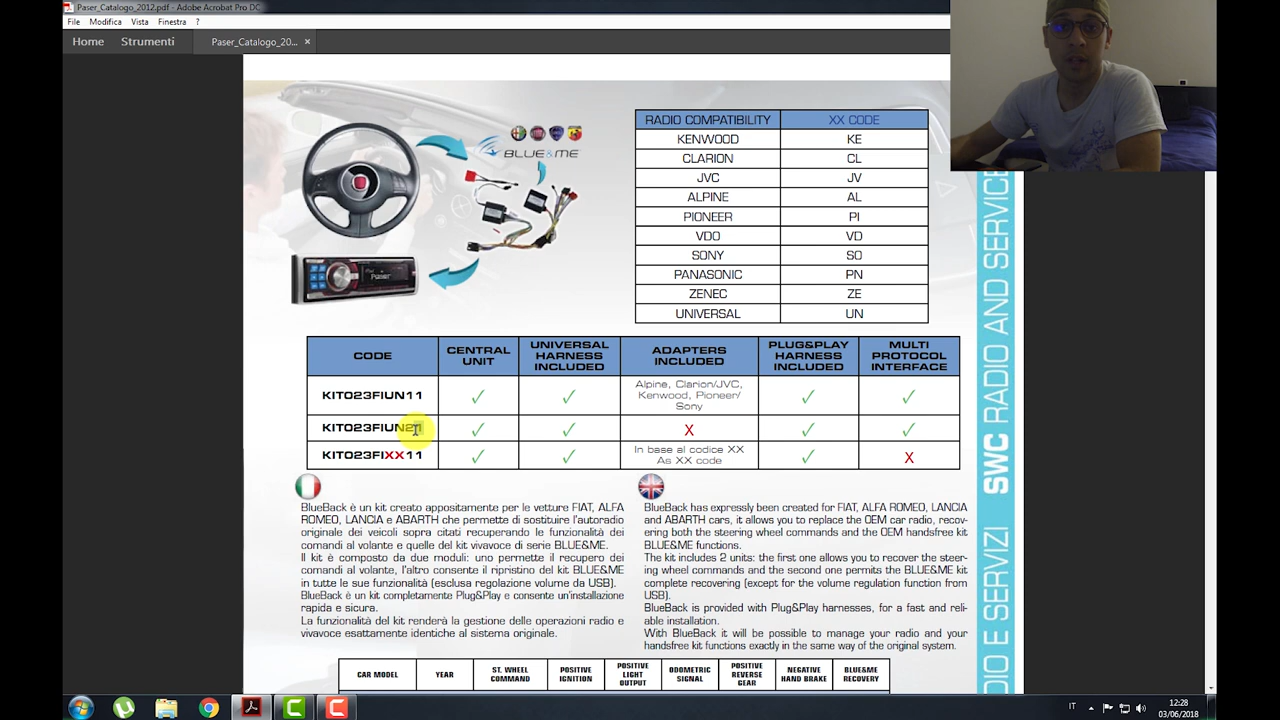 Paser_Catalogo_2012.pdf - Adobe Acrobat Pro DC
File Modifica Vista Finestra ?
Home Strumenti Paser_Catalogo_20... ×
BLUE&ME
Paser
RADIO COMPATIBILITY XX CODE
KENWOOD KE
CLARION CL
JVC JV
ALPINE AL
PIONEER PI
VDO VD
SONY SO
PANASONIC PN
ZENEC ZE
UNIVERSAL UN
CODE
CENTRAL
UNIT
UNIVERSAL
HARNESS
INCLUDED
ADAPTERS
INCLUDED
PLUG&PLAY
HARNESS
INCLUDED
MULTI
PROTOCOL
INTERFACE
KIT023FIUN11 ✓ ✓
Alpine, Clarion/JVC,
Kenwood, Pioneer/
Sony
✓ ✓
KIT023FIUN21 ✓ ✓ X ✓ ✓
KIT023FIXX11 ✓ ✓
In base al codice XX
As XX code
✓ X
BlueBack è un kit creato appositamente per le vetture FIAT, ALFA
ROMEO, LANCIA e ABARTH che permette di sostituire l'autoradio
originale dei veicoli sopra citati recuperando le funzionalità dei
comandi al volante e quelle del kit vivavoce di serie BLUE&ME.
Il kit è composto da due moduli: uno permette il recupero dei
comandi al volante, l'altro consente il ripristino del kit BLUE&ME
in tutte le sue funzionalità (esclusa regolazione volume da USB).
BlueBack è un kit completamente Plug&Play e consente un'installazione
rapida e sicura.
La funzionalità del kit renderà la gestione delle operazioni radio e
vivavoce esattamente identiche al sistema originale.
BlueBack has expressly been created for FIAT, ALFA ROMEO, LANCIA
and ABARTH cars, it allows you to replace the OEM car radio, recov-
ering both the steering wheel commands and the OEM handsfree kit
BLUE&ME functions.
The kit includes 2 units: the first one allows you to recover the steer-
ing wheel commands and the second one permits the BLUE&ME kit
complete recovering (except for the volume regulation function from
USB).
BlueBack is provided with Plug&Play harnesses, for a fast and reli-
able installation.
With BlueBack it will be possible to manage your radio and your
handsfree kit functions exactly in the same way of the original system.
CAR MODEL
YEAR
ST. WHEEL
COMMAND
POSITIVE
IGNITION
POSITIVE
LIGHT
OUTPUT
ODOMETRIC
SIGNAL
POSITIVE
REVERSE
GEAR
NEGATIVE
HAND BRAKE
BLUE&ME
RECOVERY
SWC RADIO AND SERVICE
DIO E SERVIZI
IT
12:28
03/06/2018